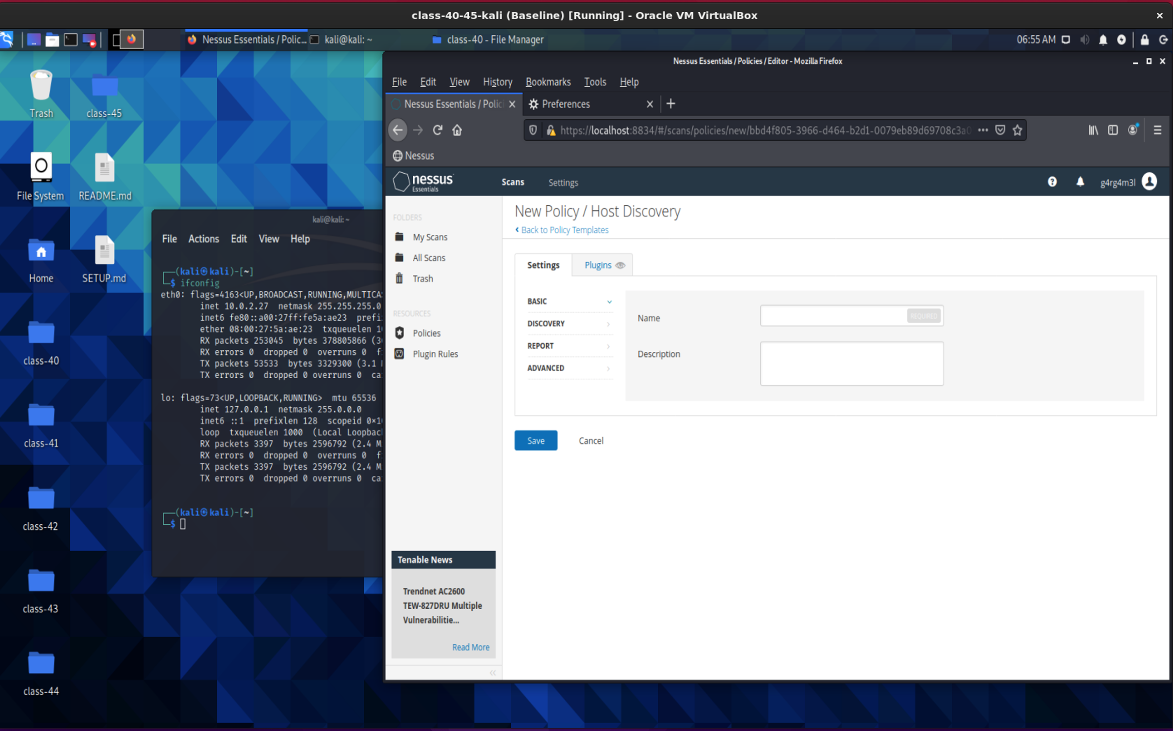 class-40-45-kali (Baseline) [Running] - Oracle VM VirtualBox
Nessus Essentials / Polic...
kali@kali: ~
class-40 - File Manager
06:55 AM
Trash
class-45
File System
README.md
Home
SETUP.md
class-40
class-41
class-42
class-43
class-44
kali@kali: ~
File Actions Edit View Help
┌──(kali㉿kali)-[~]
└─$ ifconfig
eth0: flags=4163<UP,BROADCAST,RUNNING,MULTICA
inet 10.0.2.27 netmask 255.255.255.0
inet6 fe80::a00:27ff:fe5a:ae23 prefi
ether 08:00:27:5a:ae:23 txqueuelen 1
RX packets 253045 bytes 378805866 (3
RX errors 0 dropped 0 overruns 0 f
TX packets 53533 bytes 3329300 (3.1
TX errors 0 dropped 0 overruns 0 ca
lo: flags=73<UP,LOOPBACK,RUNNING> mtu 65536
inet 127.0.0.1 netmask 255.0.0.0
inet6 ::1 prefixlen 128 scopeid 0×1
loop txqueuelen 1000 (Local Loopbac
RX packets 3397 bytes 2596792 (2.4 M
RX errors 0 dropped 0 overruns 0 f
TX packets 3397 bytes 2596792 (2.4 M
TX errors 0 dropped 0 overruns 0 ca
┌──(kali㉿kali)-[~]
└─$
Nessus Essentials / Policies / Editor - Mozilla Firefox
File Edit View History Bookmarks Tools Help
Nessus Essentials / Polic
Preferences
https://localhost:8834/#/scans/policies/new/bbd4f805-3966-d464-b2d1-0079eb89d69708c3a0
Nessus
nessus
Essentials
Scans
Settings
g4rg4m3l
FOLDERS
My Scans
All Scans
Trash
RESOURCES
Policies
Plugin Rules
Tenable News
Trendnet AC2600
TEW-827DRU Multiple
Vulnerabilitie...
Read More
New Policy / Host Discovery
Back to Policy Templates
Settings
Plugins
BASIC
DISCOVERY
REPORT
ADVANCED
Name
REQUIRED
Description
Save
Cancel